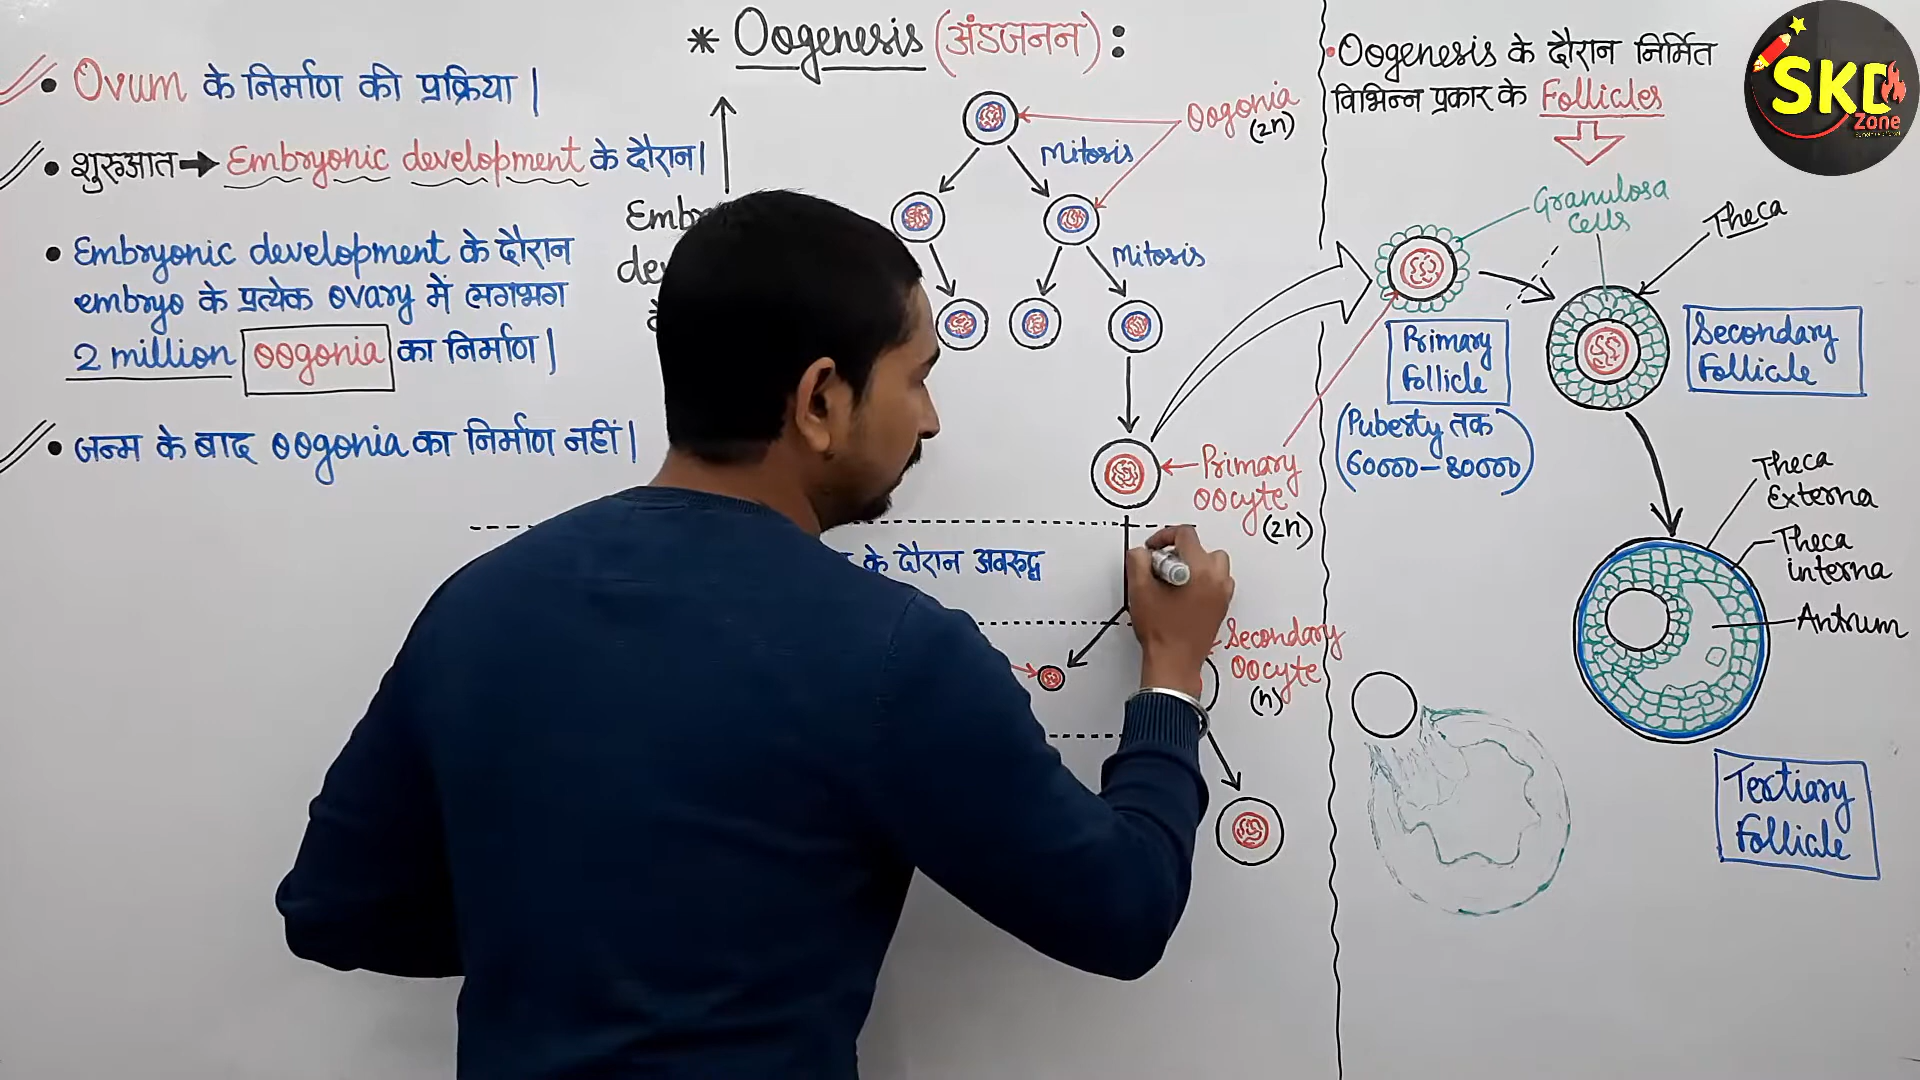 * Oogenesis (अंडजनन) :
• Ovum के निर्माण की प्रक्रिया |
• शुरुआत → Embryonic development के दौरान |
• Embryonic development के दौरान
embryo के प्रत्येक ovary में लगभग
2 million oogonia का निर्माण |
• जन्म के बाद oogonia का निर्माण नहीं |
Oogonia
(2n)
Mitosis
Mitosis
Primary
oocyte
(2n)
के दौरान अवरुद्ध
Secondary
oocyte
(n)
• Oogenesis के दौरान निर्मित
विभिन्न प्रकार के Follicles
Granulosa
Cells
Theca
Primary
Follicle
(Puberty तक
60000-80000)
Secondary
Follicle
Theca
Externa
Theca
interna
Antrum
Tertiary
Follicle
SKD
Zone